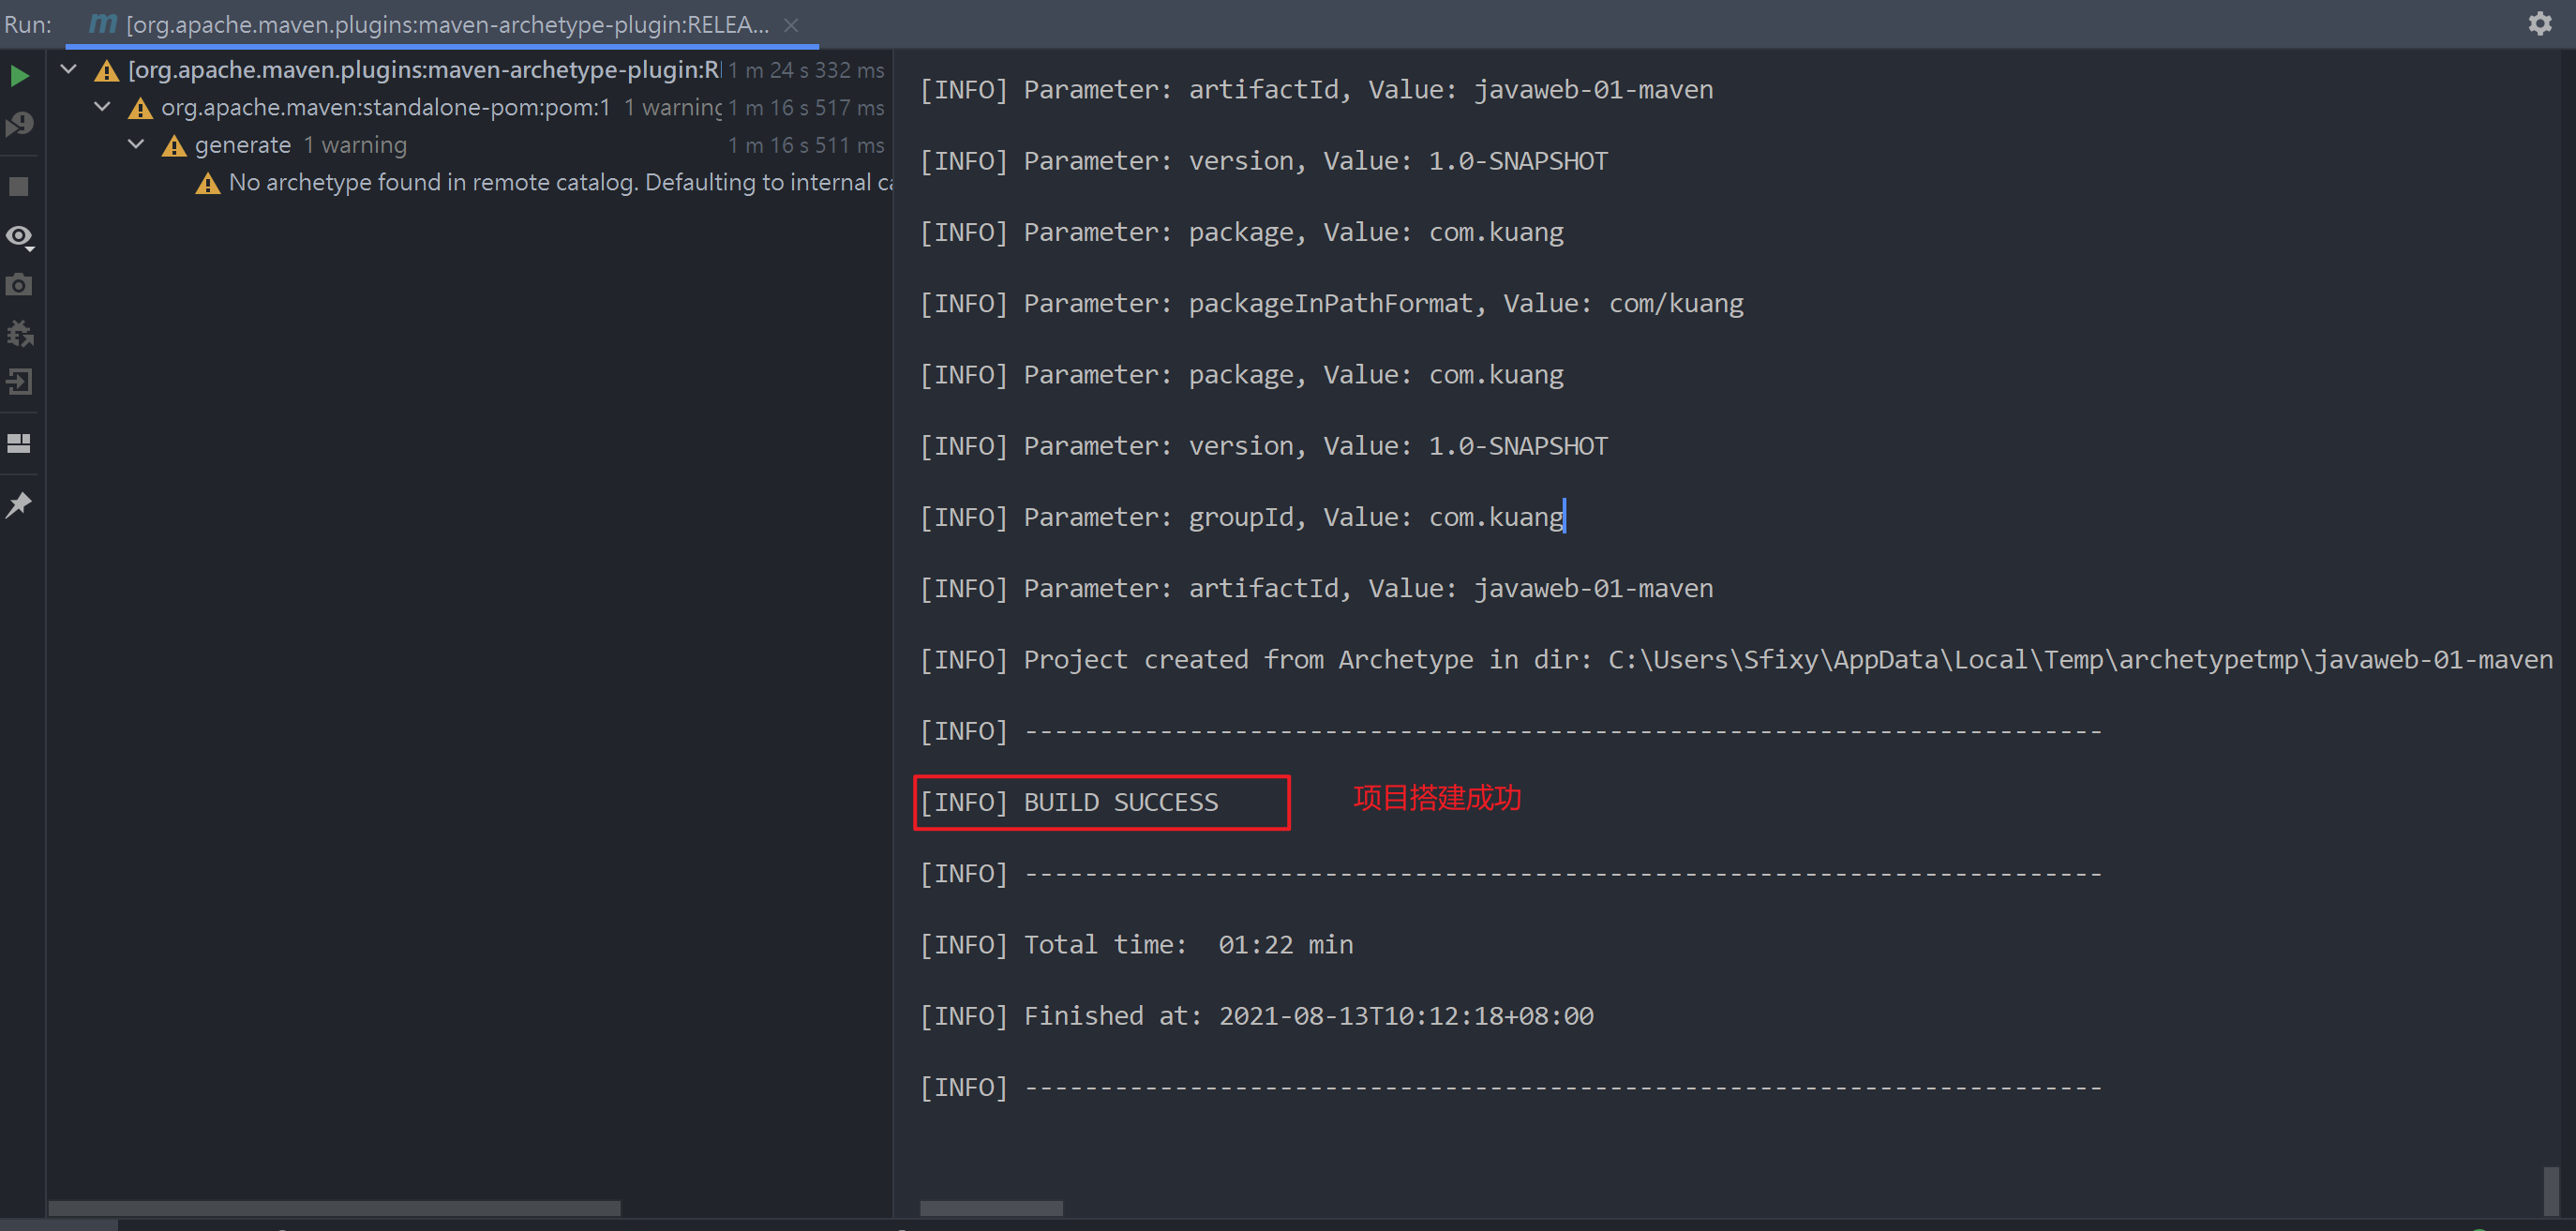 Run:
m [org.apache.maven.plugins:maven-archetype-plugin:RELEA...
[org.apache.maven.plugins:maven-archetype-plugin:R 1 m 24 s 332 ms
org.apache.maven:standalone-pom:pom:1 1 warning 1 m 16 s 517 ms
generate 1 warning 1 m 16 s 511 ms
No archetype found in remote catalog. Defaulting to internal ca
[INFO] Parameter: artifactId, Value: javaweb-01-maven
[INFO] Parameter: version, Value: 1.0-SNAPSHOT
[INFO] Parameter: package, Value: com.kuang
[INFO] Parameter: packageInPathFormat, Value: com/kuang
[INFO] Parameter: package, Value: com.kuang
[INFO] Parameter: version, Value: 1.0-SNAPSHOT
[INFO] Parameter: groupId, Value: com.kuang
[INFO] Parameter: artifactId, Value: javaweb-01-maven
[INFO] Project created from Archetype in dir: C:\Users\Sfixy\AppData\Local\Temp\archetypetmp\javaweb-01-maven
[INFO] ------------------------------------------------------------------------
[INFO] BUILD SUCCESS 项目搭建成功
[INFO] ------------------------------------------------------------------------
[INFO] Total time:  01:22 min
[INFO] Finished at: 2021-08-13T10:12:18+08:00
[INFO] ------------------------------------------------------------------------